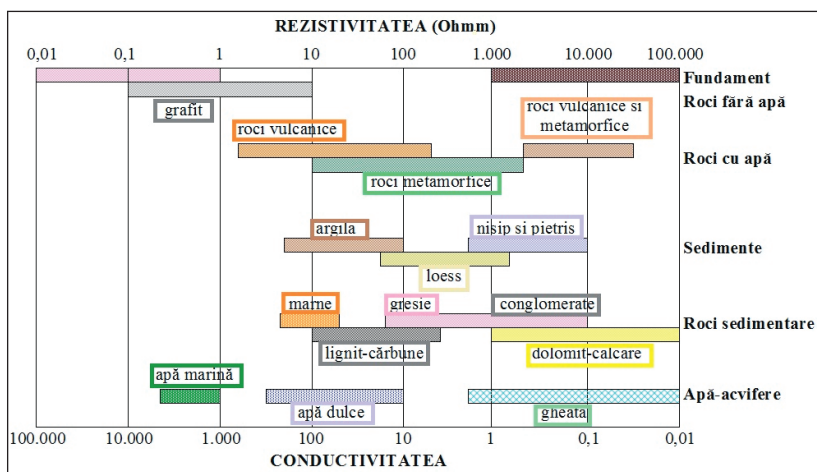 REZISTIVITATEA (Ohmm)
0,01 0,1 1 10 100 1.000 10.000 100.000
Fundament
grafit
Roci fără apă
roci vulcanice si
metamorfice
roci vulcanice
Roci cu apă
roci metamorfice
argila
nisip si pietris
Sedimente
loess
marne
gresie
conglomerate
Roci sedimentare
lignit-cărbune
dolomit-calcare
apă marină
Apă-acvifere
apă dulce
gheata
100.000 10.000 1.000 100 10 1 0,1 0,01
CONDUCTIVITATEA